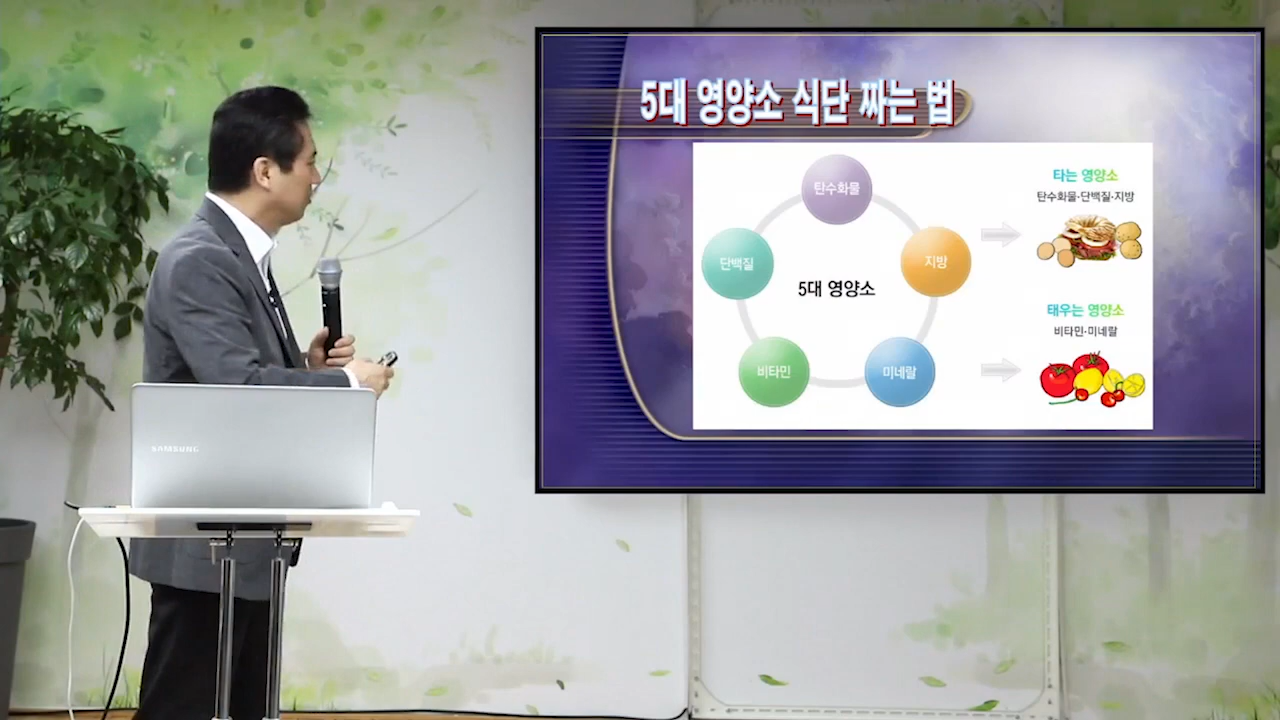 5대 영양소 식단 짜는 법
탄수화물
단백질
지방
5대 영양소
비타민
미네랄
타는 영양소
탄수화물·단백질·지방
태우는 영양소
비타민·미네랄
SAMSUNG